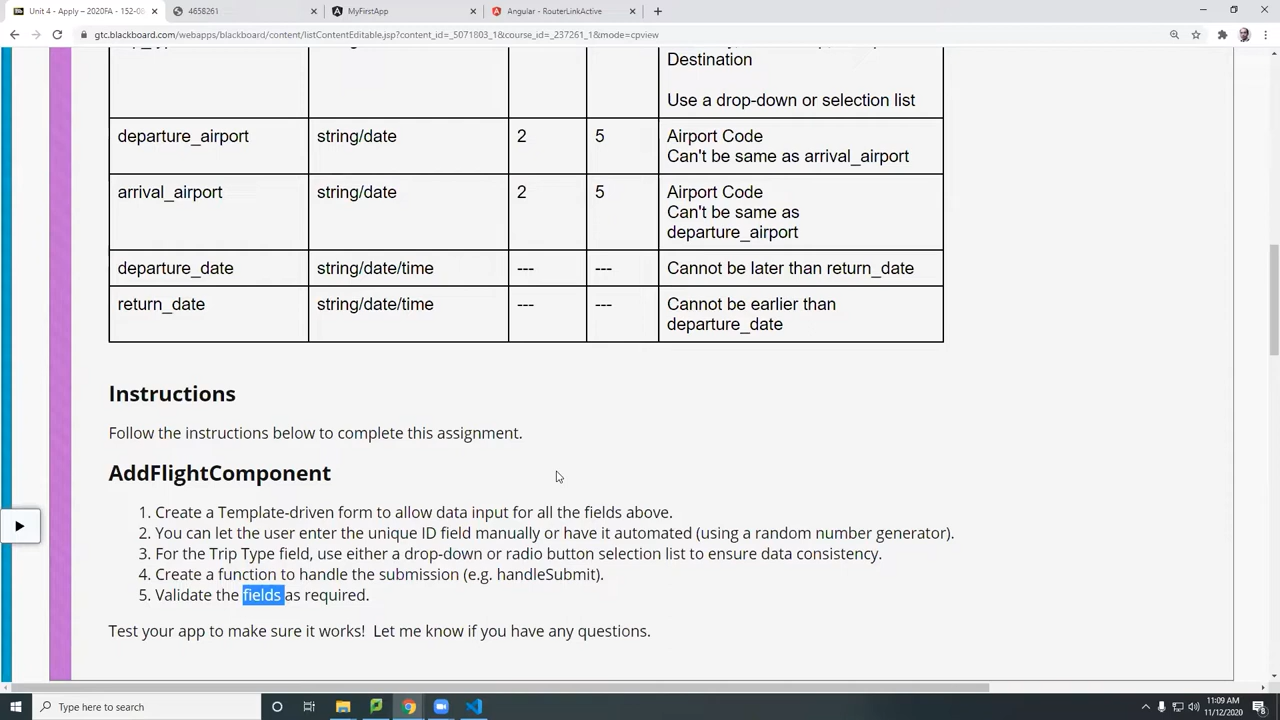 Unit 4 - Apply – 2020FA - 152-08
4658261
MyFirstApp
Angular - RouterLinkActive
gtc.blackboard.com/webapps/blackboard/content/listContentEditable.jsp?content_id=_5071803_1&course_id=_237261_1&mode=cpview
Destination
Use a drop-down or selection list
departure_airport string/date 2 5 Airport Code
Can't be same as arrival_airport
arrival_airport string/date 2 5 Airport Code
Can't be same as
departure_airport
departure_date string/date/time --- --- Cannot be later than return_date
return_date string/date/time --- --- Cannot be earlier than
departure_date
Instructions
Follow the instructions below to complete this assignment.
AddFlightComponent
1. Create a Template-driven form to allow data input for all the fields above.
2. You can let the user enter the unique ID field manually or have it automated (using a random number generator).
3. For the Trip Type field, use either a drop-down or radio button selection list to ensure data consistency.
4. Create a function to handle the submission (e.g. handleSubmit).
5. Validate the fields as required.
Test your app to make sure it works! Let me know if you have any questions.
Type here to search
11:09 AM
11/12/2020
8